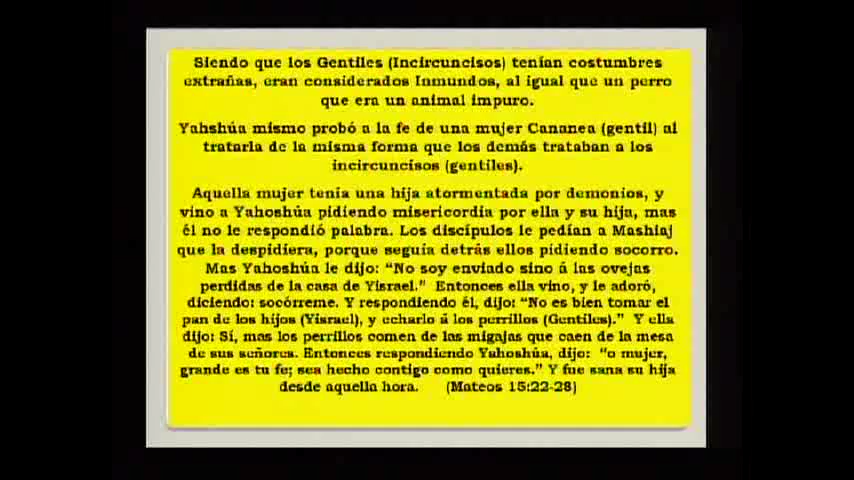 Siendo que los Gentiles (Incircuncisos) tenían costumbres
extrañas, eran considerados Inmundos, al igual que un perro
que era un animal impuro.
Yahshúa mismo probó a la fe de una mujer Cananea (gentil) al
tratarla de la misma forma que los demás trataban a los
incircuncisos (gentiles).
Aquella mujer tenia una hija atormentada por demonios, y
vino a Yahoshúa pidiendo misericordia por ella y su hija, mas
él no le respondió palabra. Los discípulos le pedían a Mashiaj
que la despidiera, porque seguía detrás ellos pidiendo socorro.
Mas Yahoshúa le dijo: “No soy enviado sino á las ovejas
perdidas de la casa de Yisrael.” Entonces ella vino, y le adoró,
diciendo: socórreme. Y respondiendo él, dijo: “No es bien tomar el
pan de los hijos (Yisrael), y echarlo á los perrillos (Gentiles).” Y ella
dijo: Sí, mas los perrillos comen de las migajas que caen de la mesa
de sus señores. Entonces respondiendo Yahoshúa, dijo: “o mujer,
grande es tu fe; sea hecho contigo como quieres.” Y fue sana su hija
desde aquella hora. (Mateos 15:22-28)